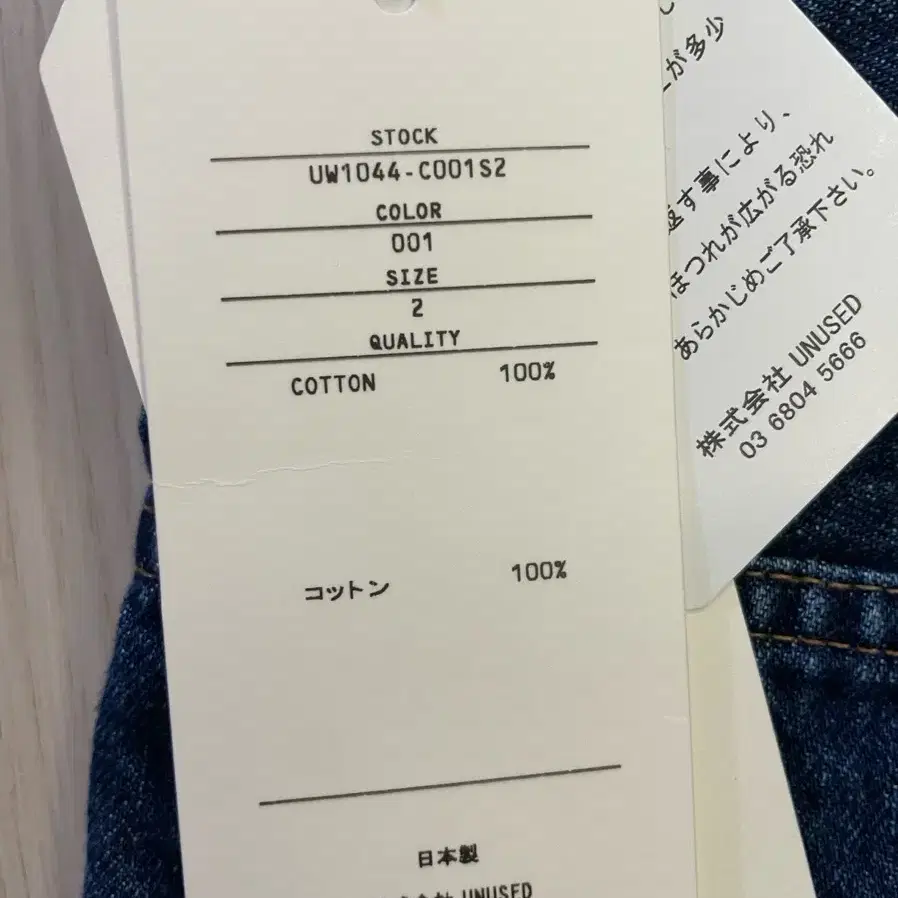 STOCK
UW1044-C001S2
COLOR
001
SIZE
2
QUALITY
COTTON 100%
コットン 100%
日本製
UNUSED
が多少
返す事により、
ほつれが広がる恐れ
あらかじめご了承下さい。
株式会社 UNUSED
03 6804 5666